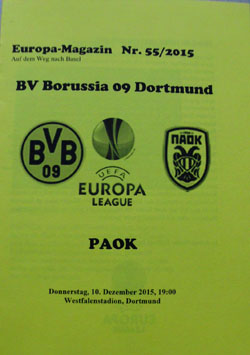 Europa-Magazin Nr. 55/2015
Auf dem Weg nach Basel
BV Borussia 09 Dortmund
BVB
09
UEFA
EUROPA
LEAGUE
ΠΑΟΚ
PAOK
Donnerstag, 10. Dezember 2015, 19:00
Westfalenstadion, Dortmund